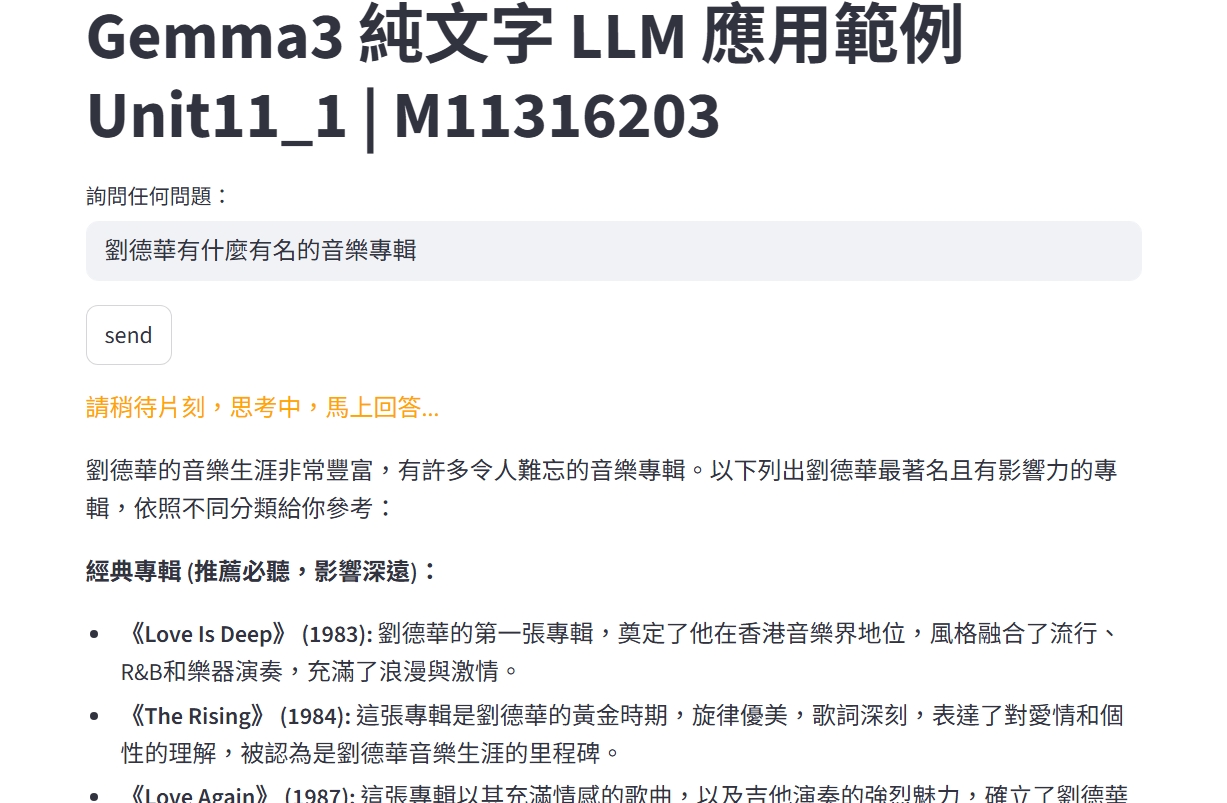 Gemma3 純文字 LLM 應用範例
Unit11_1 | M11316203
詢問任何問題：
劉德華有什麼有名的音樂專輯
send
請稍待片刻，思考中，馬上回答...
劉德華的音樂生涯非常豐富，有許多令人難忘的音樂專輯。以下列出劉德華最著名且有影響力的專
輯，依照不同分類給你參考：
經典專輯 (推薦必聽，影響深遠)：
• 《Love Is Deep》 (1983): 劉德華的第一張專輯，奠定了他在香港音樂界地位，風格融合了流行、
R&B和樂器演奏，充滿了浪漫與激情。
• 《The Rising》 (1984): 這張專輯是劉德華的黃金時期，旋律優美，歌詞深刻，表達了對愛情和個
性的理解，被認為是劉德華音樂生涯的里程碑。
• 《Love Again》 (1987): 這張專輯以其充滿情感的歌曲，以及吉他演奏的強烈魅力，確立了劉德華